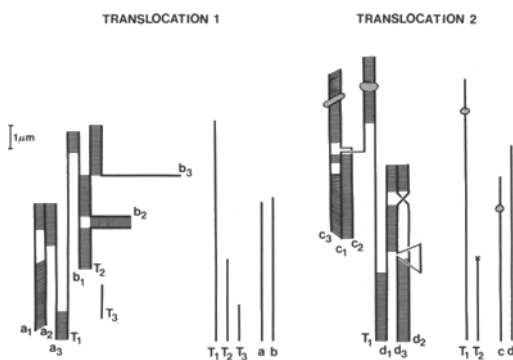 TRANSLOCATION 1
TRANSLOCATION 2
1μm
b3
b2
c3
c1
c2
b1
T2
T3
a1
a2
a3
T1
T1
T2
T3
a
b
T1
d1
d3
d2
T1
T2
c
d